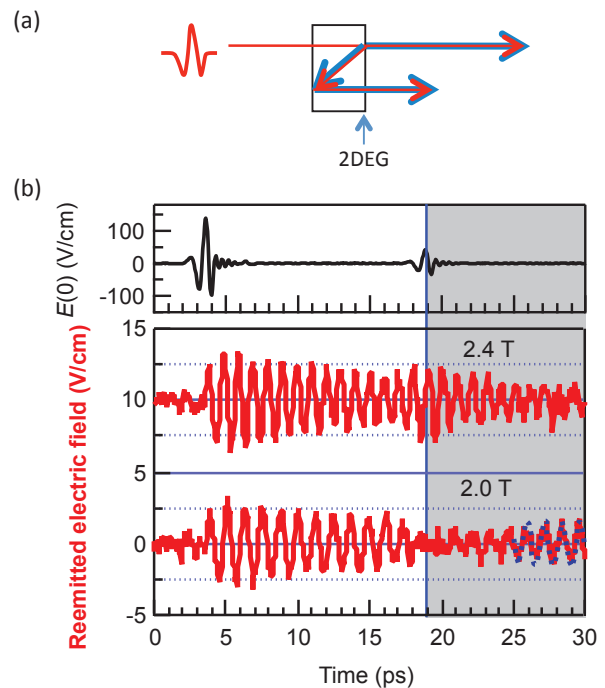 (a)
2DEG
(b)
E(0) (V/cm)
100
0
-100
Reemitted electric field (V/cm)
15
10
5
0
-5
2.4 T
2.0 T
0 5 10 15 20 25 30
Time (ps)